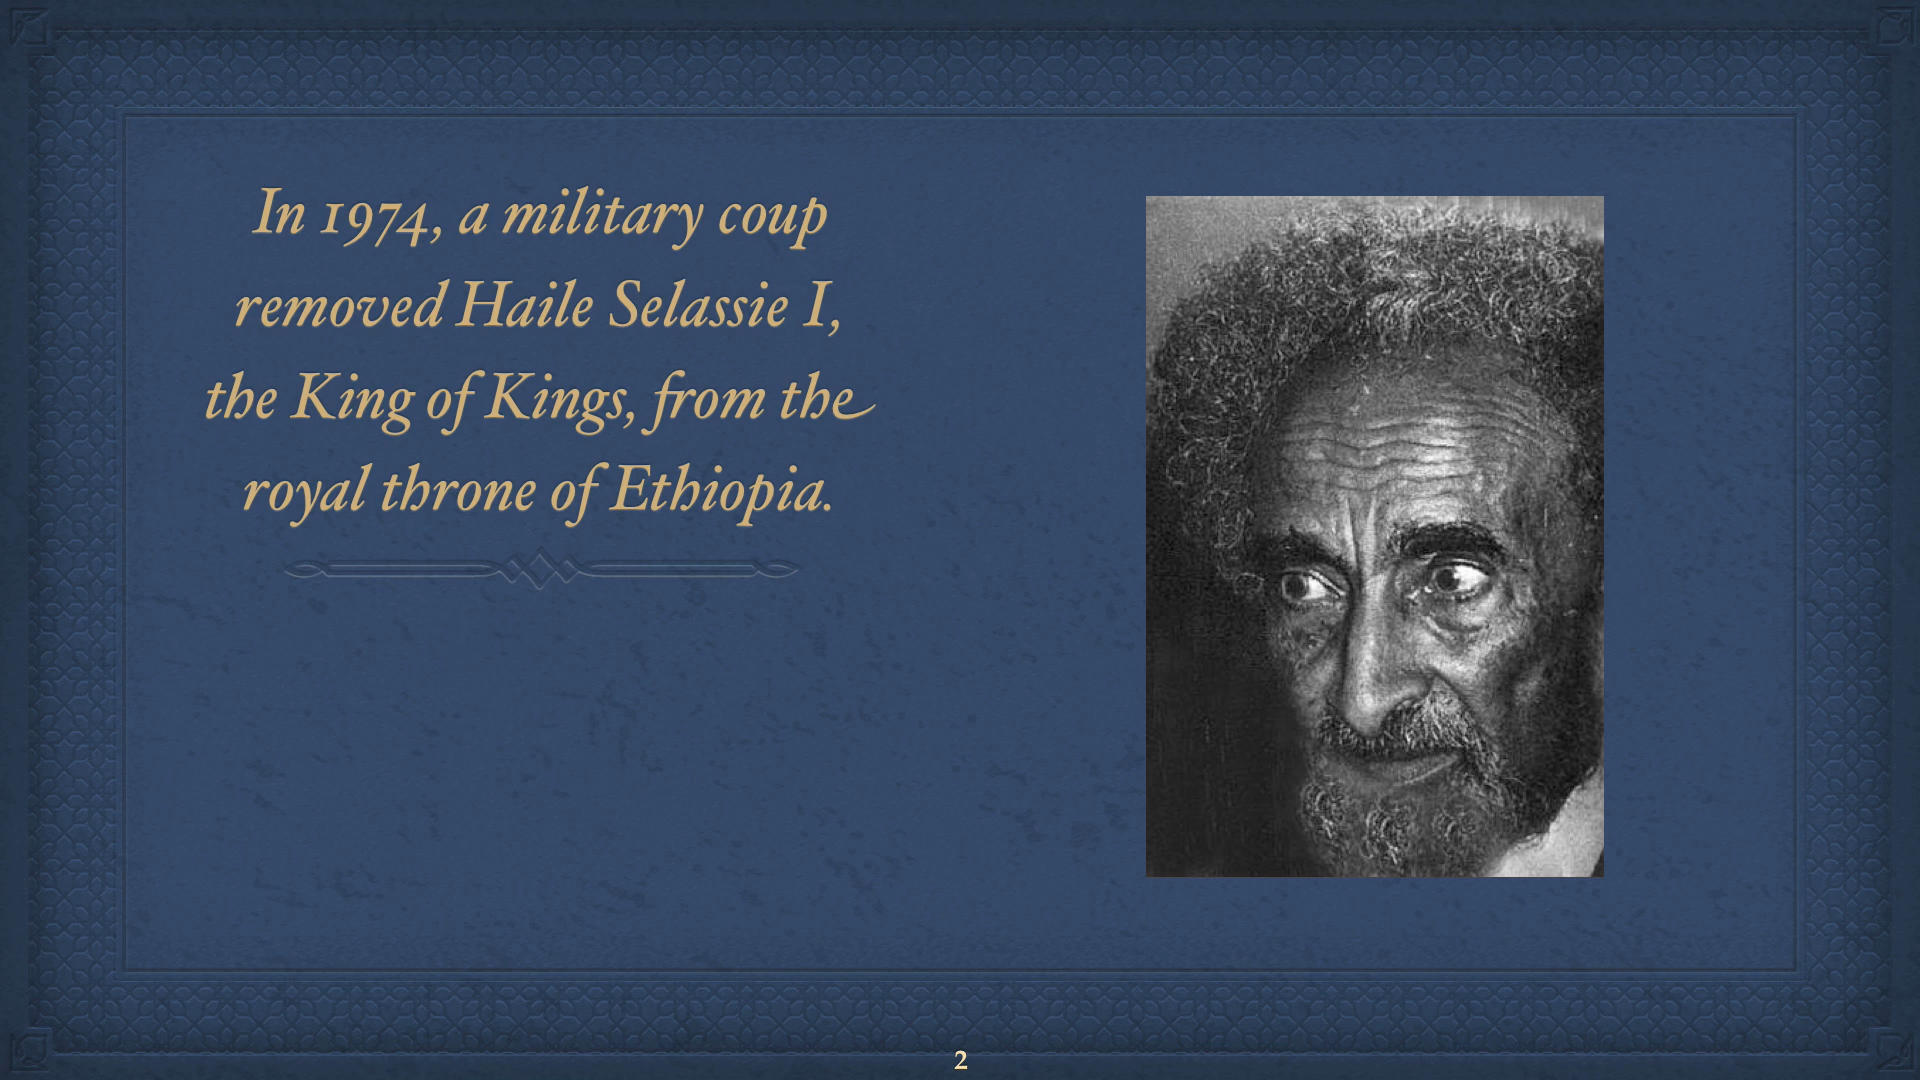 In 1974, a military coup
removed Haile Selassie I,
the King of Kings, from the
royal throne of Ethiopia.
2